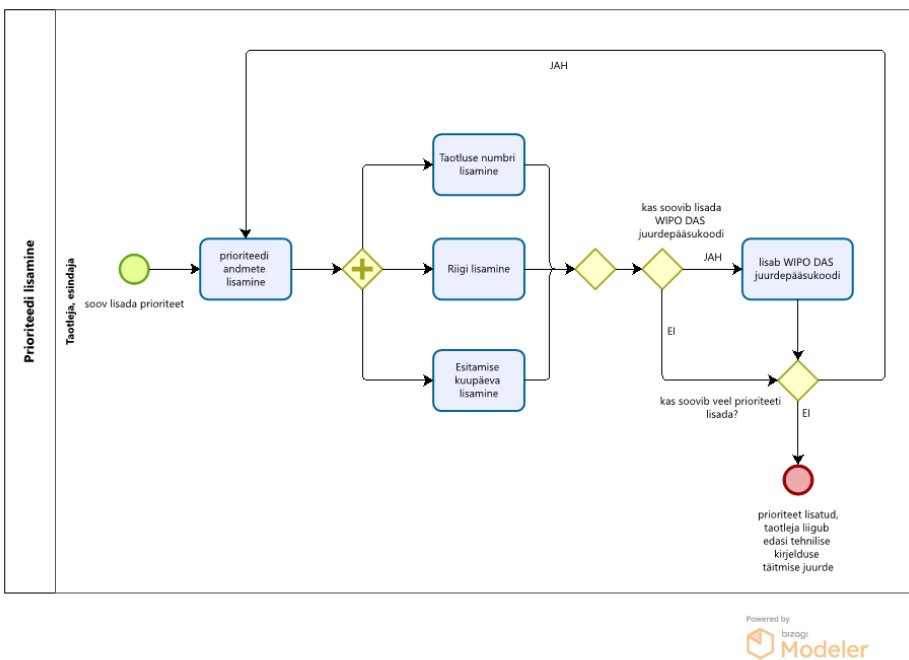 Prioriteedi lisamine
Taotleja, esindaja
JAH
Taotluse numbri
lisamine
kas soovib lisada
WIPO DAS
juurdepääsukoodi
soov lisada prioriteet
prioriteedi
andmete
lisamine
Riigi lisamine
JAH
lisab WIPO DAS
juurdepääsukoodi
EI
Esitamise
kuupäeva
lisamine
kas soovib veel prioriteeti
lisada?
EI
prioriteet lisatud,
taotleja liigub
edasi tehnilise
kirjelduse
täitmise juurde
Powered by
bizagi
Modeler